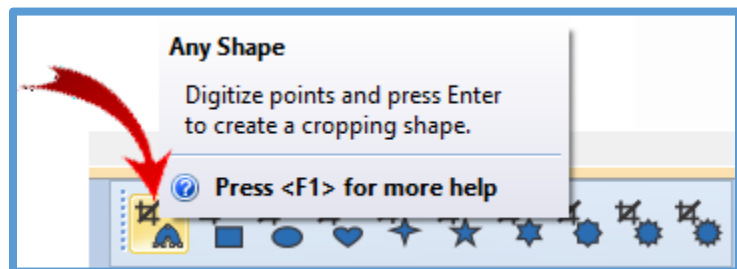 Any Shape
Digitize points and press Enter
to create a cropping shape.
Press <F1> for more help